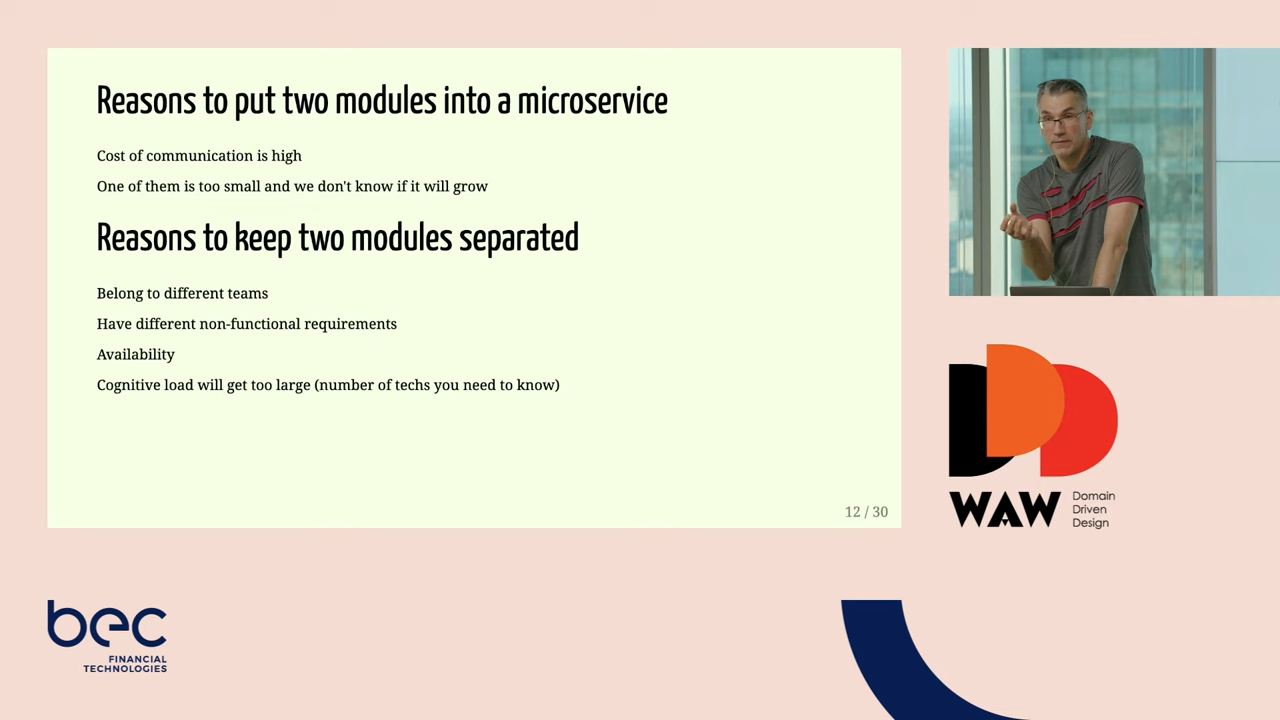 Reasons to put two modules into a microservice
Cost of communication is high
One of them is too small and we don't know if it will grow
Reasons to keep two modules separated
Belong to different teams
Have different non-functional requirements
Availability
Cognitive load will get too large (number of techs you need to know)
12 / 30
WAW
Domain
Driven
Design
bec
FINANCIAL
TECHNOLOGIES